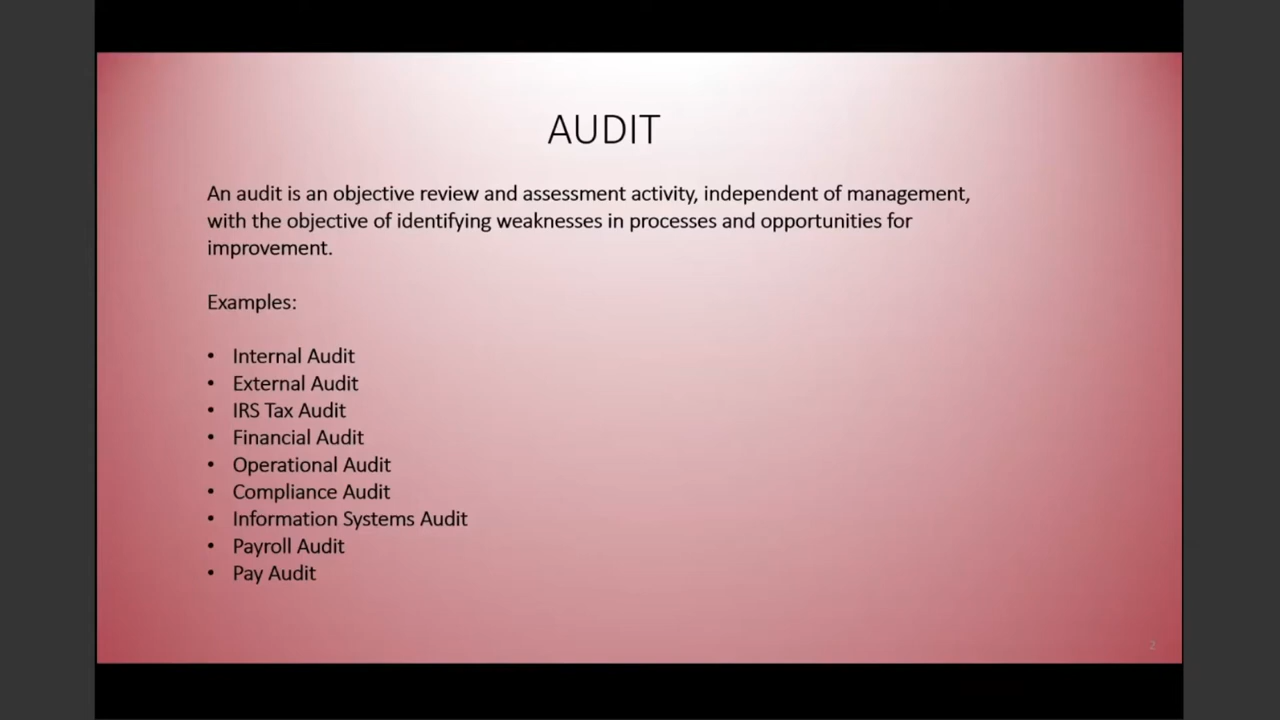 AUDIT
An audit is an objective review and assessment activity, independent of management,
with the objective of identifying weaknesses in processes and opportunities for
improvement.
Examples:
• Internal Audit
• External Audit
• IRS Tax Audit
• Financial Audit
• Operational Audit
• Compliance Audit
• Information Systems Audit
• Payroll Audit
• Pay Audit
2